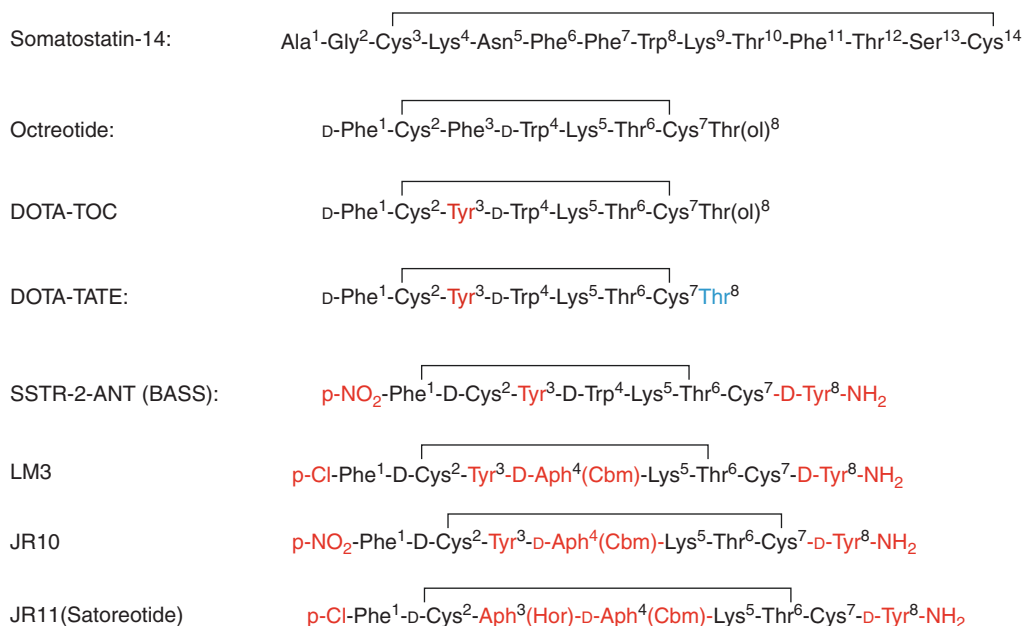 Somatostatin-14: Ala¹-Gly²-Cys³-Lys⁴-Asn⁵-Phe⁶-Phe⁷-Trp⁸-Lys⁹-Thr¹⁰-Phe¹¹-Thr¹²-Ser¹³-Cys¹⁴
Octreotide: D-Phe¹-Cys²-Phe³-D-Trp⁴-Lys⁵-Thr⁶-Cys⁷Thr(ol)⁸
DOTA-TOC D-Phe¹-Cys²-Tyr³-D-Trp⁴-Lys⁵-Thr⁶-Cys⁷Thr(ol)⁸
DOTA-TATE: D-Phe¹-Cys²-Tyr³-D-Trp⁴-Lys⁵-Thr⁶-Cys⁷Thr⁸
SSTR-2-ANT (BASS): p-NO₂-Phe¹-D-Cys²-Tyr³-D-Trp⁴-Lys⁵-Thr⁶-Cys⁷-D-Tyr⁸-NH₂
LM3 p-Cl-Phe¹-D-Cys²-Tyr³-D-Aph⁴(Cbm)-Lys⁵-Thr⁶-Cys⁷-D-Tyr⁸-NH₂
JR10 p-NO₂-Phe¹-D-Cys²-Tyr³-D-Aph⁴(Cbm)-Lys⁵-Thr⁶-Cys⁷-D-Tyr⁸-NH₂
JR11(Satoreotide) p-Cl-Phe¹-D-Cys²-Aph³(Hor)-D-Aph⁴(Cbm)-Lys⁵-Thr⁶-Cys⁷-D-Tyr⁸-NH₂